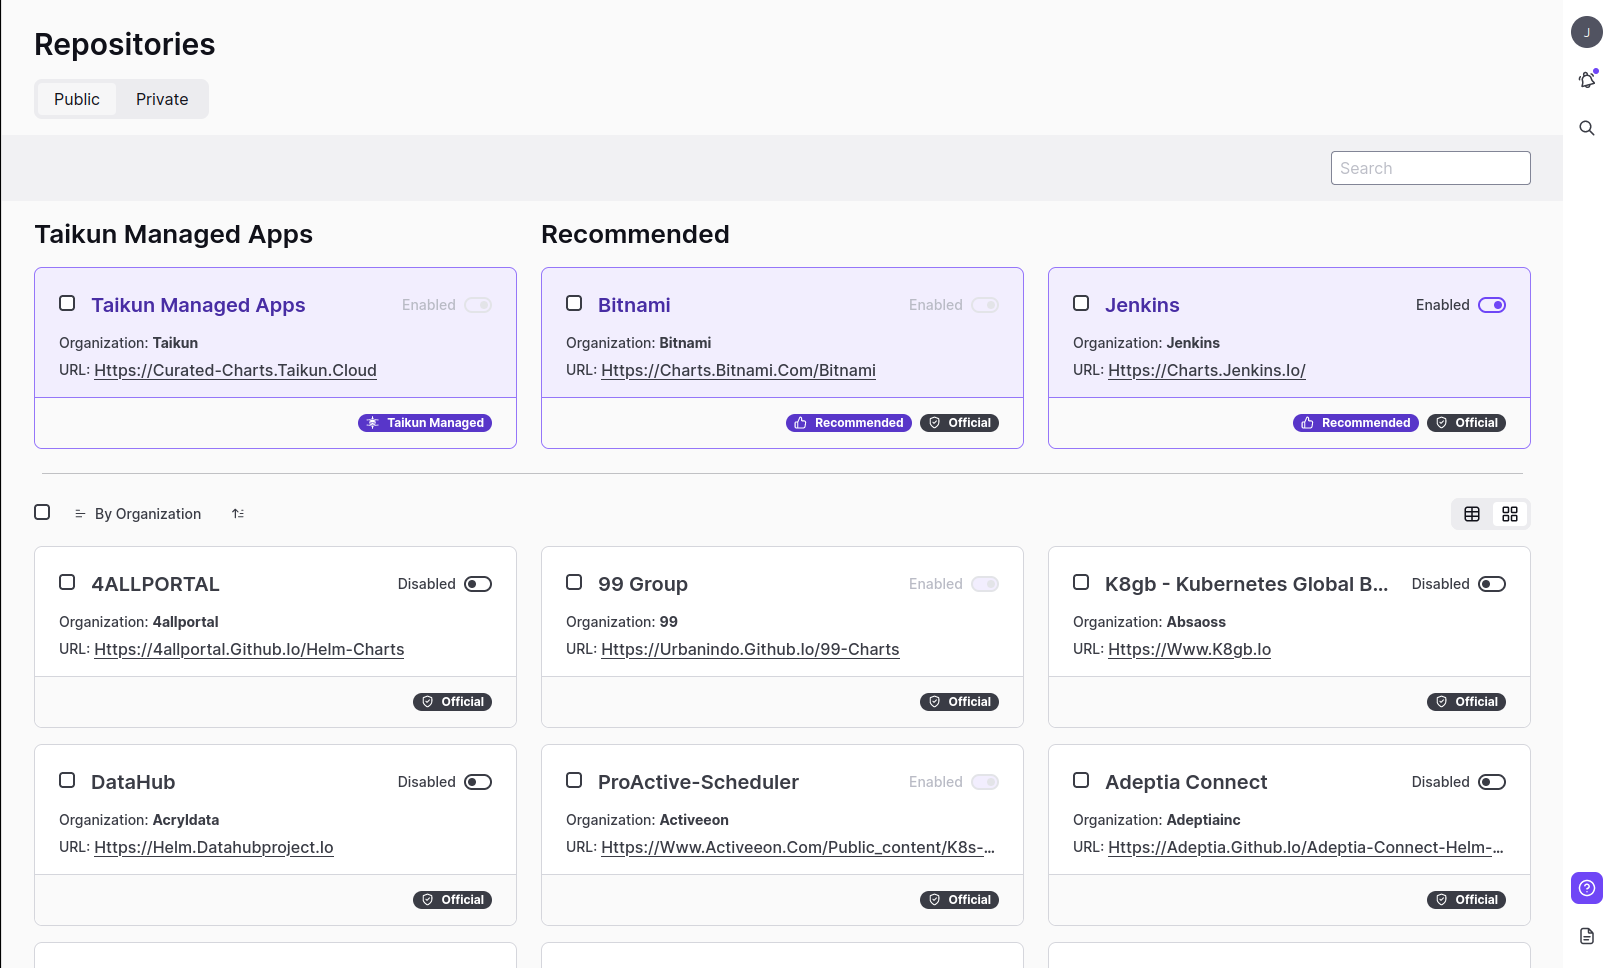 Repositories
J
Public
Private
Search
Taikun Managed Apps
Recommended
Taikun Managed Apps
Enabled
Organization: Taikun
URL: Https://Curated-Charts.Taikun.Cloud
Taikun Managed
Bitnami
Enabled
Organization: Bitnami
URL: Https://Charts.Bitnami.Com/Bitnami
Recommended
Official
Jenkins
Enabled
Organization: Jenkins
URL: Https://Charts.Jenkins.Io/
Recommended
Official
By Organization
4ALLPORTAL
Disabled
Organization: 4allportal
URL: Https://4allportal.Github.Io/Helm-Charts
Official
99 Group
Enabled
Organization: 99
URL: Https://Urbanindo.Github.Io/99-Charts
Official
K8gb - Kubernetes Global B...
Disabled
Organization: Absaoss
URL: Https://Www.K8gb.Io
Official
DataHub
Disabled
Organization: Acryldata
URL: Https://Helm.Datahubproject.Io
Official
ProActive-Scheduler
Enabled
Organization: Activeeon
URL: Https://Www.Activeeon.Com/Public_content/K8s-...
Official
Adeptia Connect
Disabled
Organization: Adeptiainc
URL: Https://Adeptia.Github.Io/Adeptia-Connect-Helm-...
Official